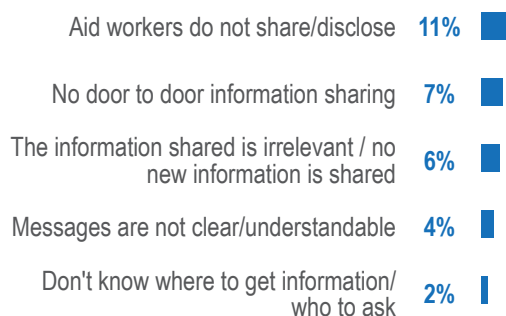 Aid workers do not share/disclose 11%
No door to door information sharing 7%
The information shared is irrelevant / no
new information is shared 6%
Messages are not clear/understandable 4%
Don't know where to get information/
who to ask 2%